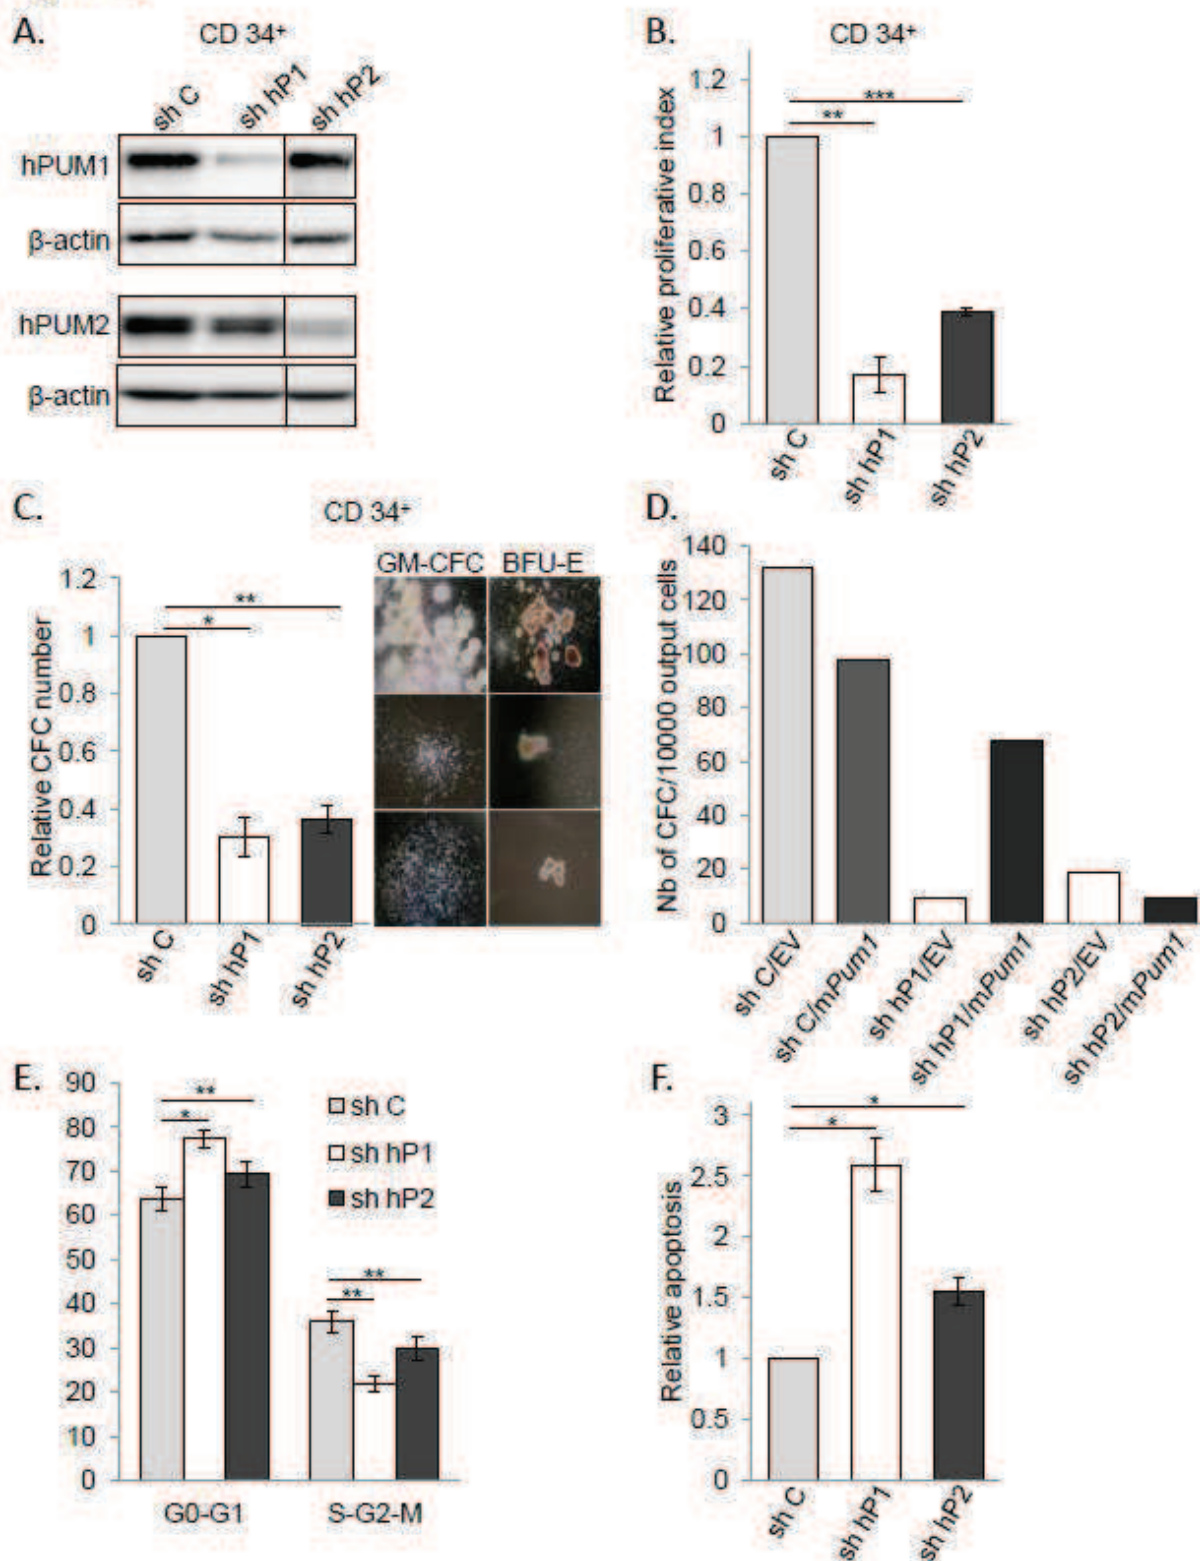 A.
CD 34+
sh C
sh hP1
sh hP2
hPUM1
β-actin
hPUM2
β-actin
B.
CD 34+
Relative proliferative index
1.2
1
0.8
0.6
0.4
0.2
0
***
**
sh C
sh hP1
sh hP2
C.
CD 34+
Relative CFC number
1.2
1
0.8
0.6
0.4
0.2
0
**
*
sh C
sh hP1
sh hP2
GM-CFC
BFU-E
D.
Nb of CFC/10000 output cells
140
120
100
80
60
40
20
0
sh C/EV
sh C/mPum1
sh hP1/EV
sh hP1/mPum1
sh hP2/EV
sh hP2/mPum1
E.
90
80
70
60
50
40
30
20
10
0
**
*
**
**
sh C
sh hP1
sh hP2
G0-G1
S-G2-M
F.
Relative apoptosis
3
2.5
2
1.5
1
0.5
0
*
*
sh C
sh hP1
sh hP2